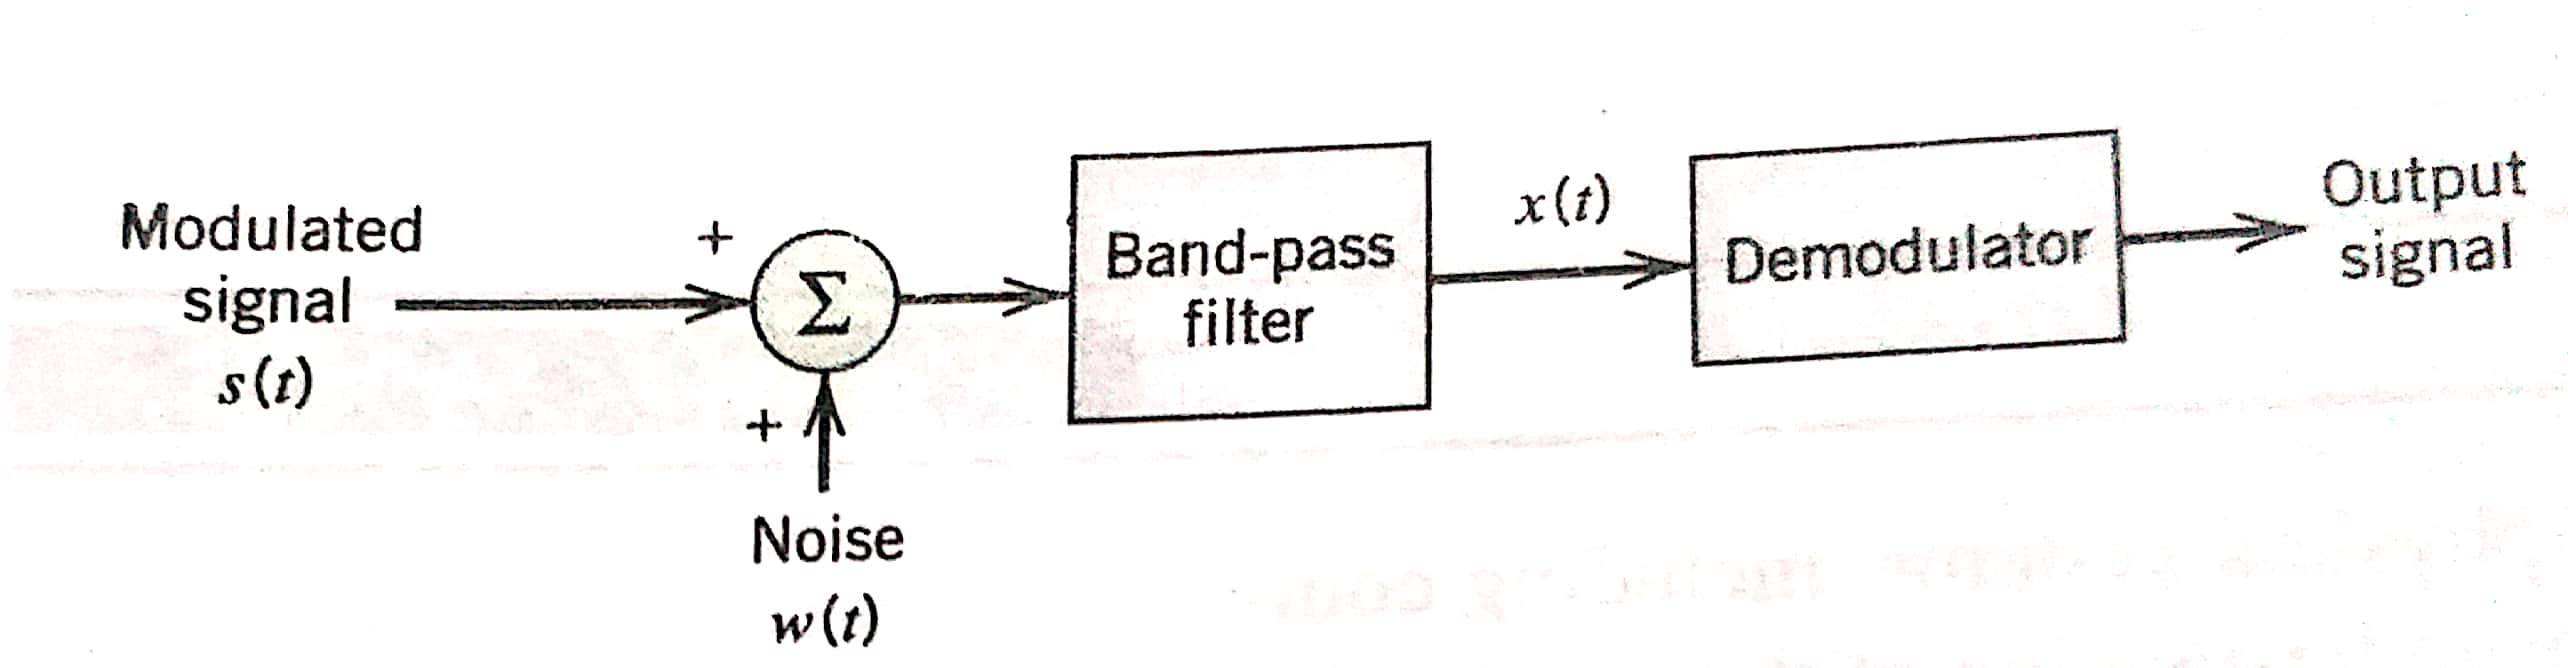 Modulated
signal
s(t)
+
Σ
+
Noise
w(t)
Band-pass
filter
x(t)
Demodulator
Output
signal